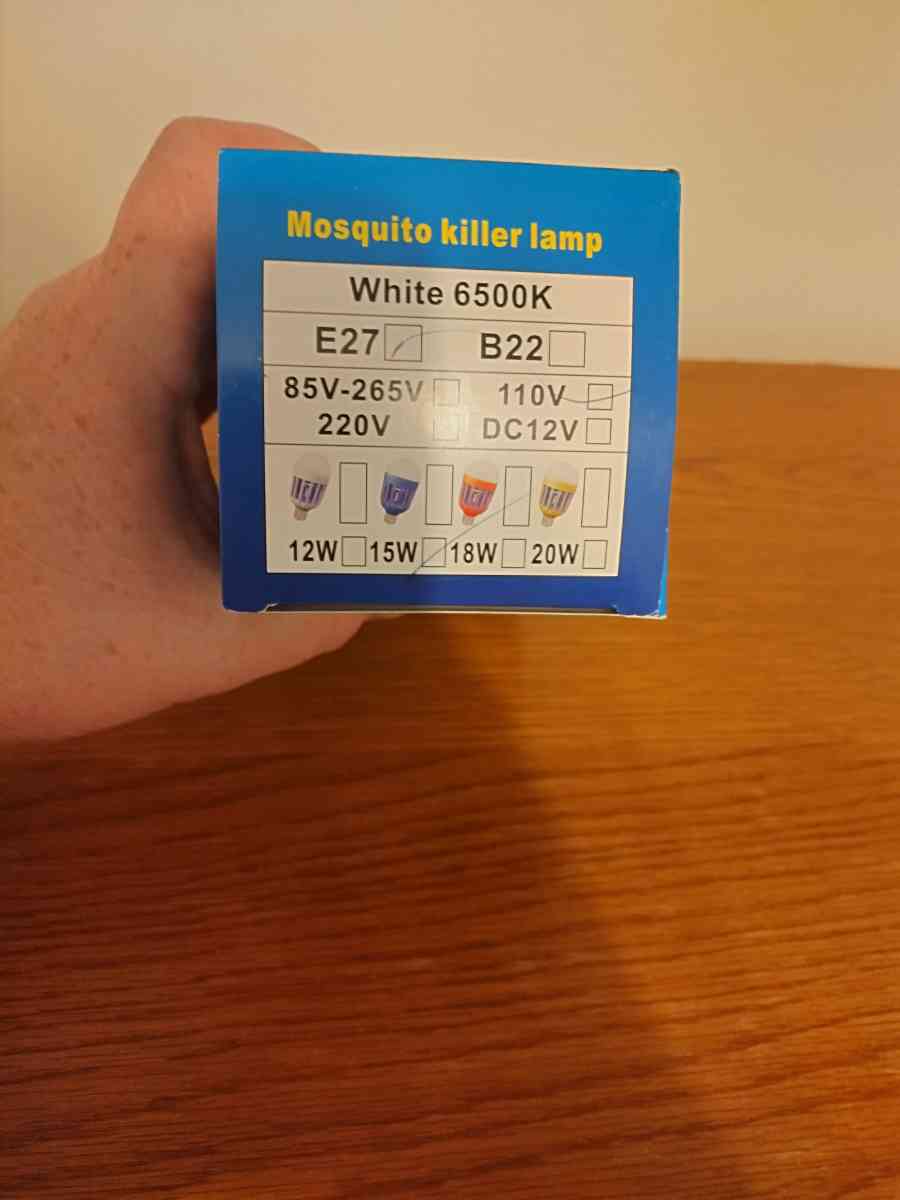 Mosquito killer lamp
White 6500K
E27 B22
85V-265V 110V
220V DC12V
12W 15W 18W 20W